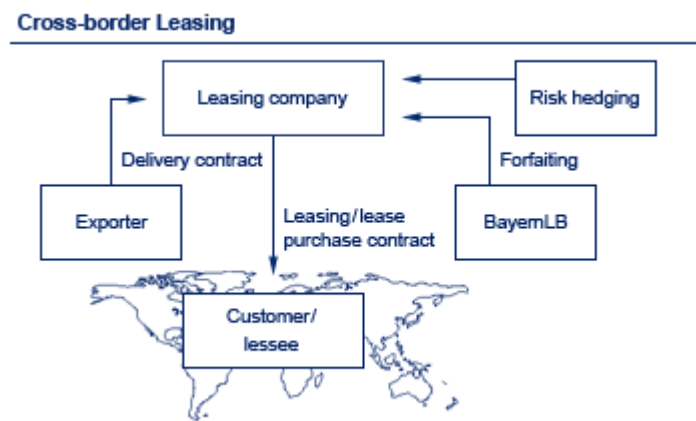 Cross-border Leasing
Leasing company
Risk hedging
Delivery contract
Forfaiting
Exporter
Leasing/lease
purchase contract
BayernLB
Customer/
lessee